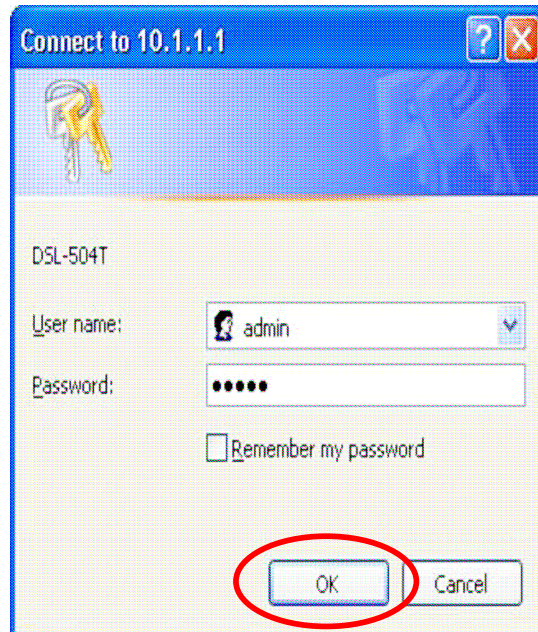 Connect to 10.1.1.1
DSL-504T
User name: admin
Password: •••••
Remember my password
OK Cancel